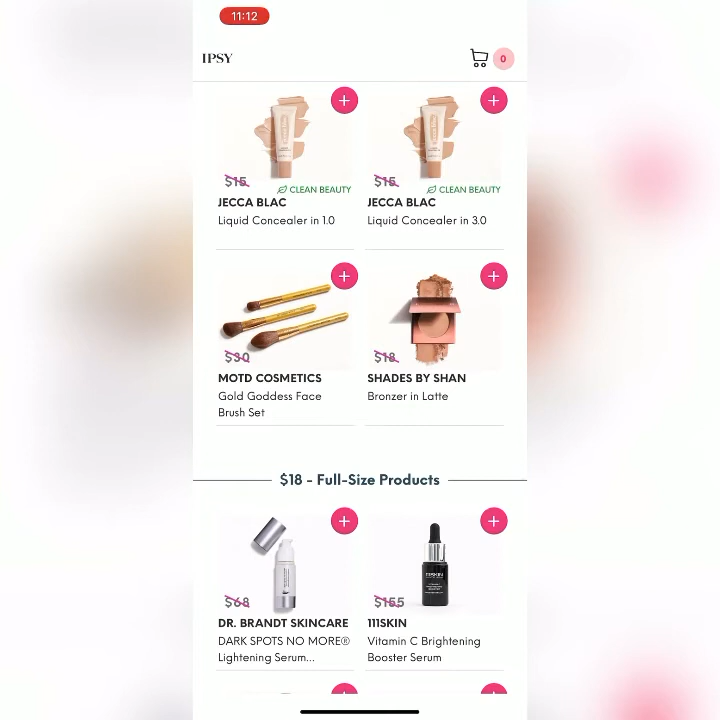 11:12
IPSY
0
$15
CLEAN BEAUTY
JECCA BLAC
Liquid Concealer in 1.0
$15
CLEAN BEAUTY
JECCA BLAC
Liquid Concealer in 3.0
$30
MOTD COSMETICS
Gold Goddess Face
Brush Set
$18
SHADES BY SHAN
Bronzer in Latte
$18 - Full-Size Products
$68
DR. BRANDT SKINCARE
DARK SPOTS NO MORE®
Lightening Serum...
111SKIN
$155
111SKIN
Vitamin C Brightening
Booster Serum